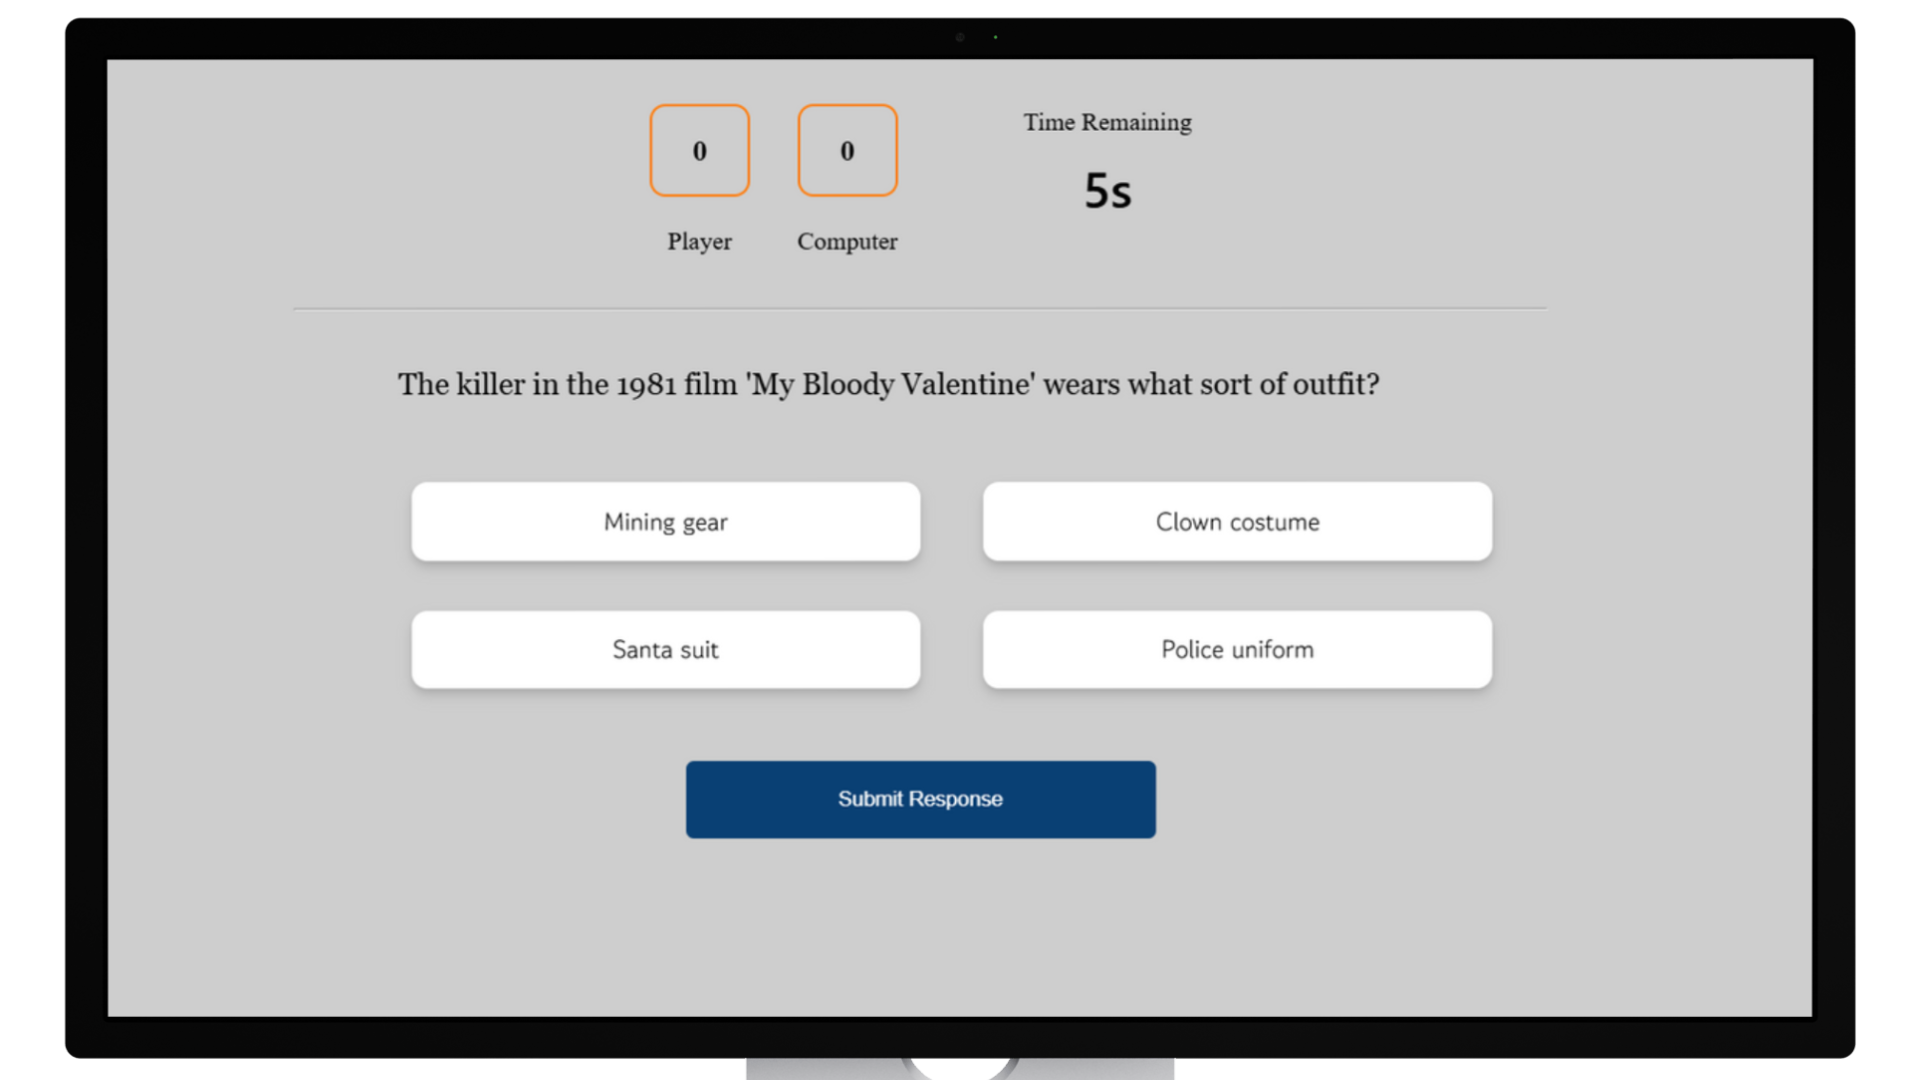 0
0
Player
Computer
Time Remaining
5s
The killer in the 1981 film 'My Bloody Valentine' wears what sort of outfit?
Mining gear
Clown costume
Santa suit
Police uniform
Submit Response